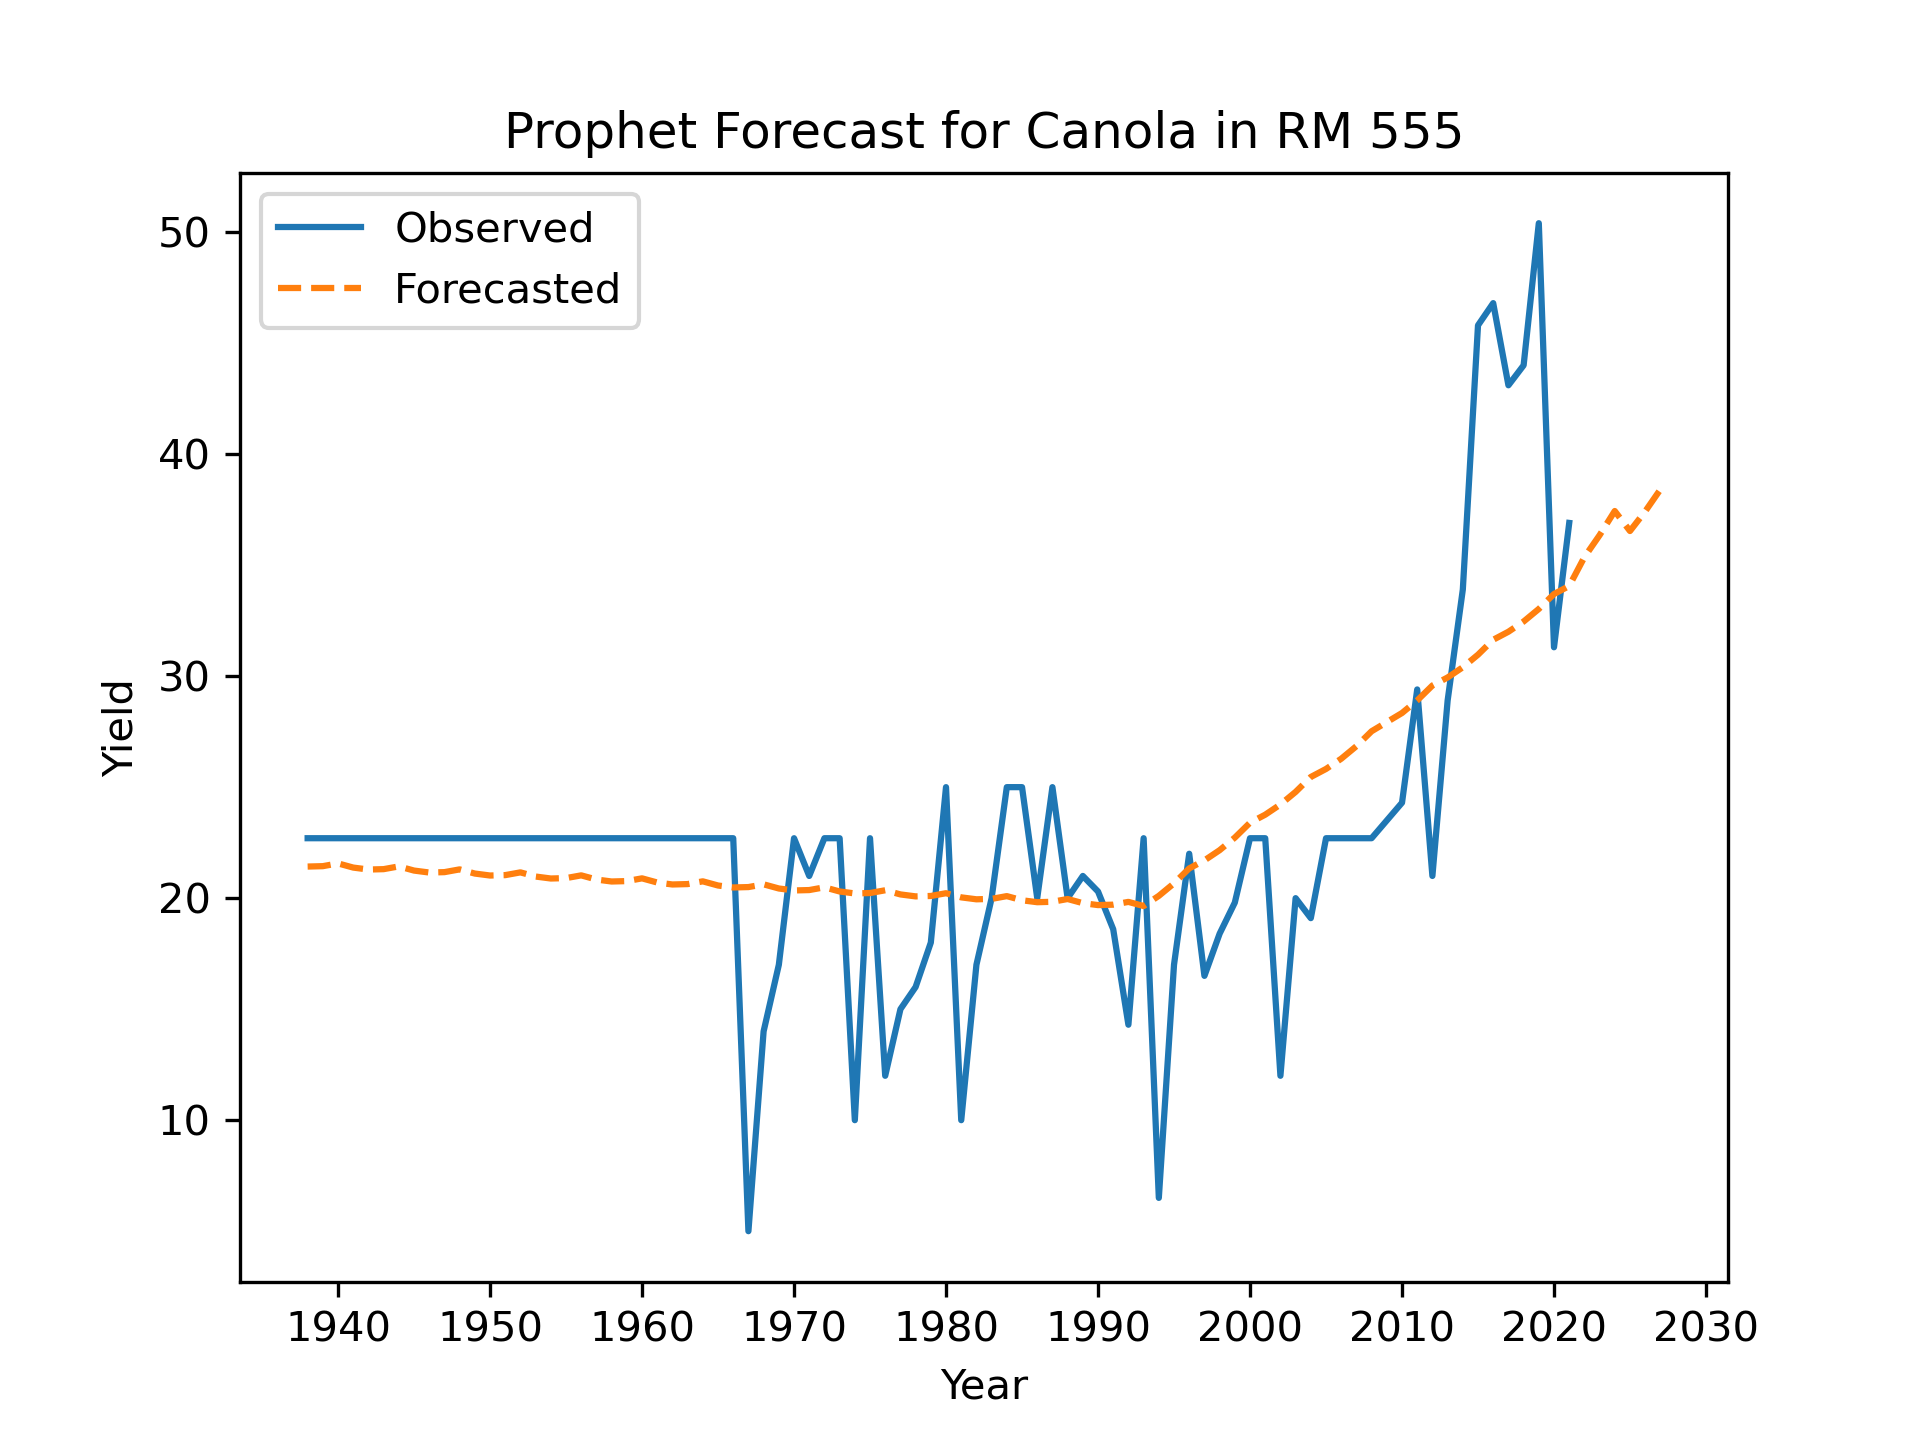 Prophet Forecast for Canola in RM 555
Observed
Forecasted
50
40
30
20
10
Yield
1940 1950 1960 1970 1980 1990 2000 2010 2020 2030
Year